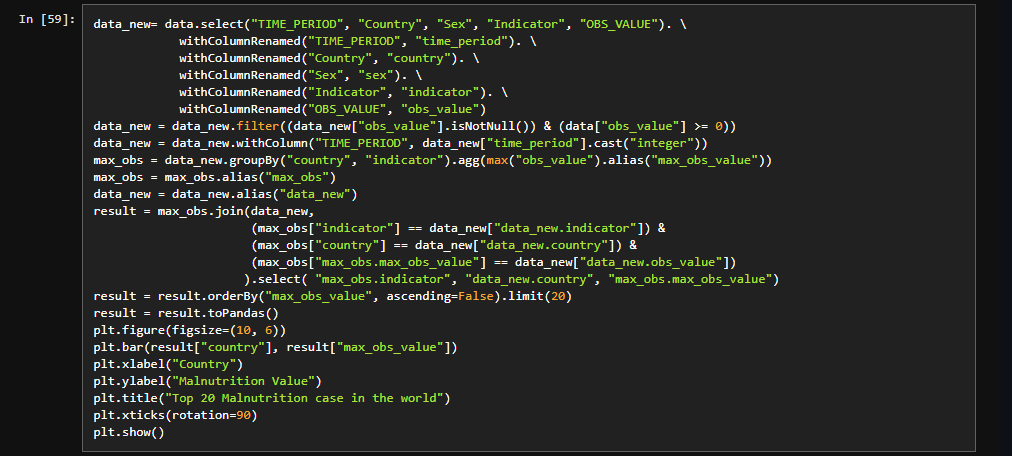 In [59]:
data_new= data.select("TIME_PERIOD", "Country", "Sex", "Indicator", "OBS_VALUE"). \
            withColumnRenamed("TIME_PERIOD", "time_period"). \
            withColumnRenamed("Country", "country"). \
            withColumnRenamed("Sex", "sex"). \
            withColumnRenamed("Indicator", "indicator"). \
            withColumnRenamed("OBS_VALUE", "obs_value")
data_new = data_new.filter((data_new["obs_value"].isNotNull()) & (data["obs_value"] >= 0))
data_new = data_new.withColumn("TIME_PERIOD", data_new["time_period"].cast("integer"))
max_obs = data_new.groupBy("country", "indicator").agg(max("obs_value").alias("max_obs_value"))
max_obs = max_obs.alias("max_obs")
data_new = data_new.alias("data_new")
result = max_obs.join(data_new,
                      (max_obs["indicator"] == data_new["data_new.indicator"]) &
                      (max_obs["country"] == data_new["data_new.country"]) &
                      (max_obs["max_obs.max_obs_value"] == data_new["data_new.obs_value"])
                     ).select( "max_obs.indicator", "data_new.country", "max_obs.max_obs_value")
result = result.orderBy("max_obs_value", ascending=False).limit(20)
result = result.toPandas()
plt.figure(figsize=(10, 6))
plt.bar(result["country"], result["max_obs_value"])
plt.xlabel("Country")
plt.ylabel("Malnutrition Value")
plt.title("Top 20 Malnutrition case in the world")
plt.xticks(rotation=90)
plt.show()